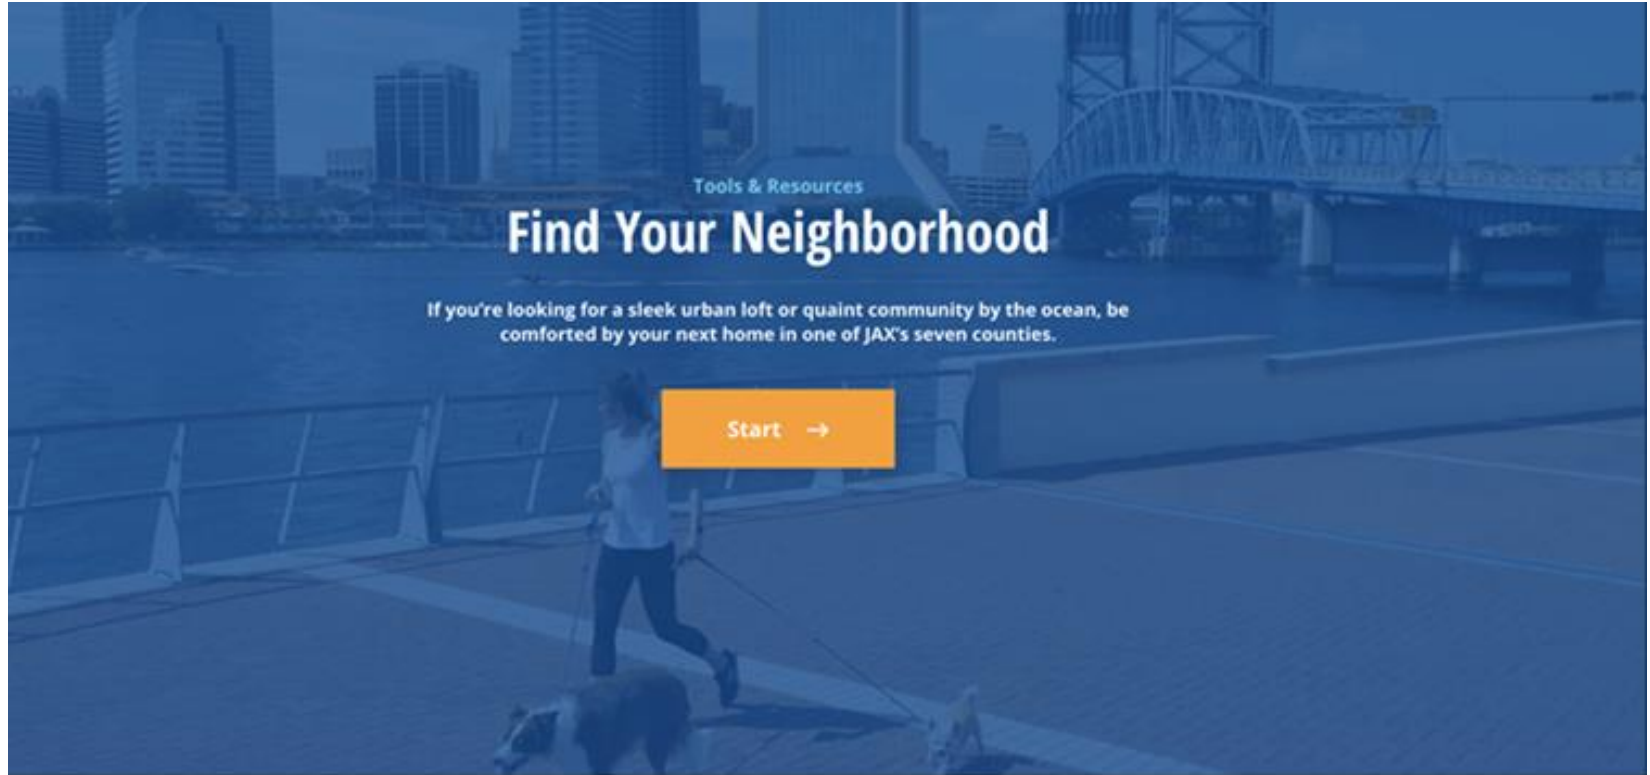 Tools & Resources
Find Your Neighborhood
If you're looking for a sleek urban loft or quaint community by the ocean, be
comforted by your next home in one of JAX's seven counties.
Start →